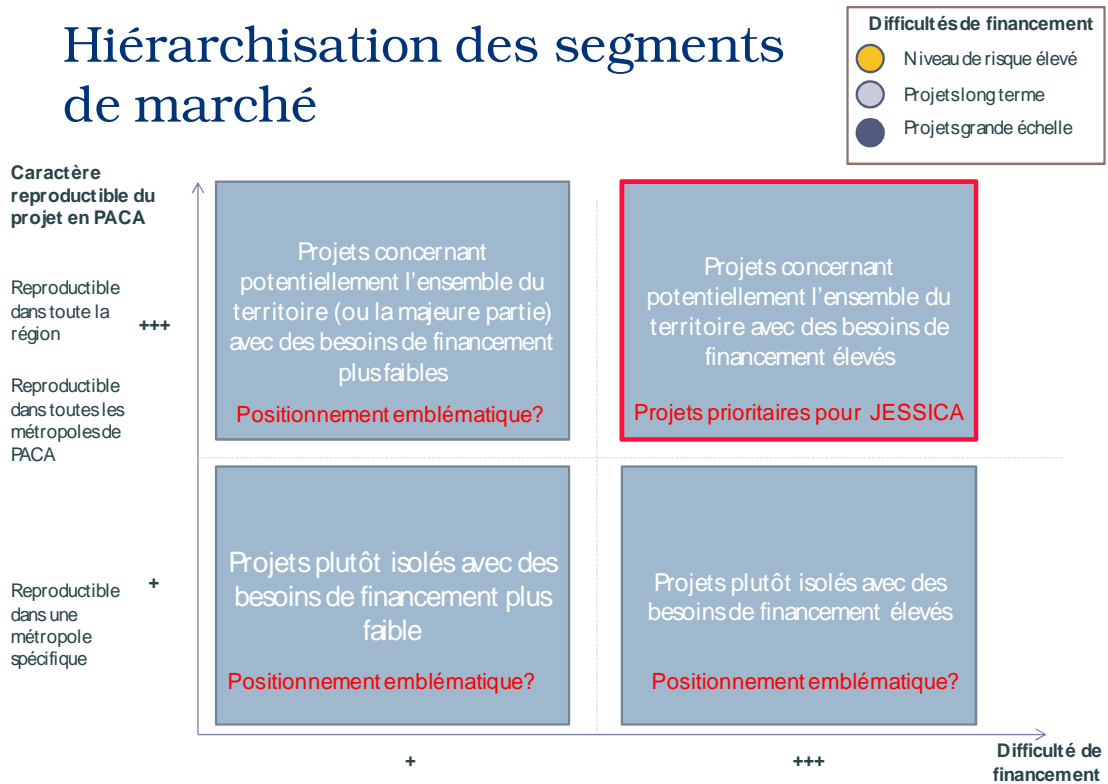 Hiérarchisation des segments
de marché
Difficultés de financement
Niveau de risque élevé
Projets long terme
Projets grande échelle
Caractère
reproductible du
projet en PACA
Reproductible
dans toute la
région
+++
Reproductible
dans toutes les
métropoles de
PACA
Reproductible
dans une
métropole
spécifique
+
Projets concernant
potentiellement l'ensemble du
territoire (ou la majeure partie)
avec des besoins de financement
plus faibles
Positionnement emblématique?
Projets concernant
potentiellement l'ensemble du
territoire avec des besoins de
financement élevés
Projets prioritaires pour JESSICA
Projets plutôt isolés avec des
besoins de financement plus
faible
Positionnement emblématique?
Projets plutôt isolés avec des
besoins de financement élevés
Positionnement emblématique?
+
+++
Difficulté de
financement